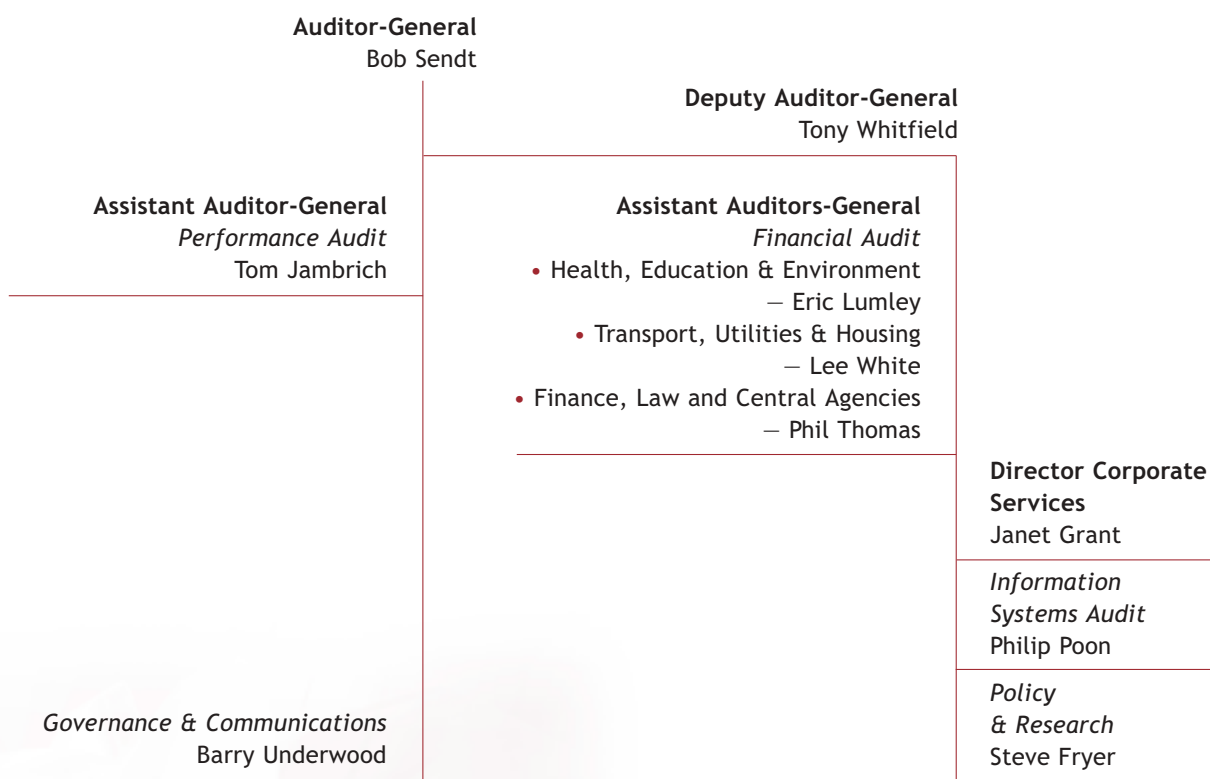 Auditor-General
Bob Sendt
Deputy Auditor-General
Tony Whitfield
Assistant Auditor-General
Performance Audit
Tom Jambrich
Assistant Auditors-General
Financial Audit
• Health, Education & Environment
— Eric Lumley
• Transport, Utilities & Housing
— Lee White
• Finance, Law and Central Agencies
— Phil Thomas
Director Corporate
Services
Janet Grant
Information
Systems Audit
Philip Poon
Policy
& Research
Steve Fryer
Governance & Communications
Barry Underwood